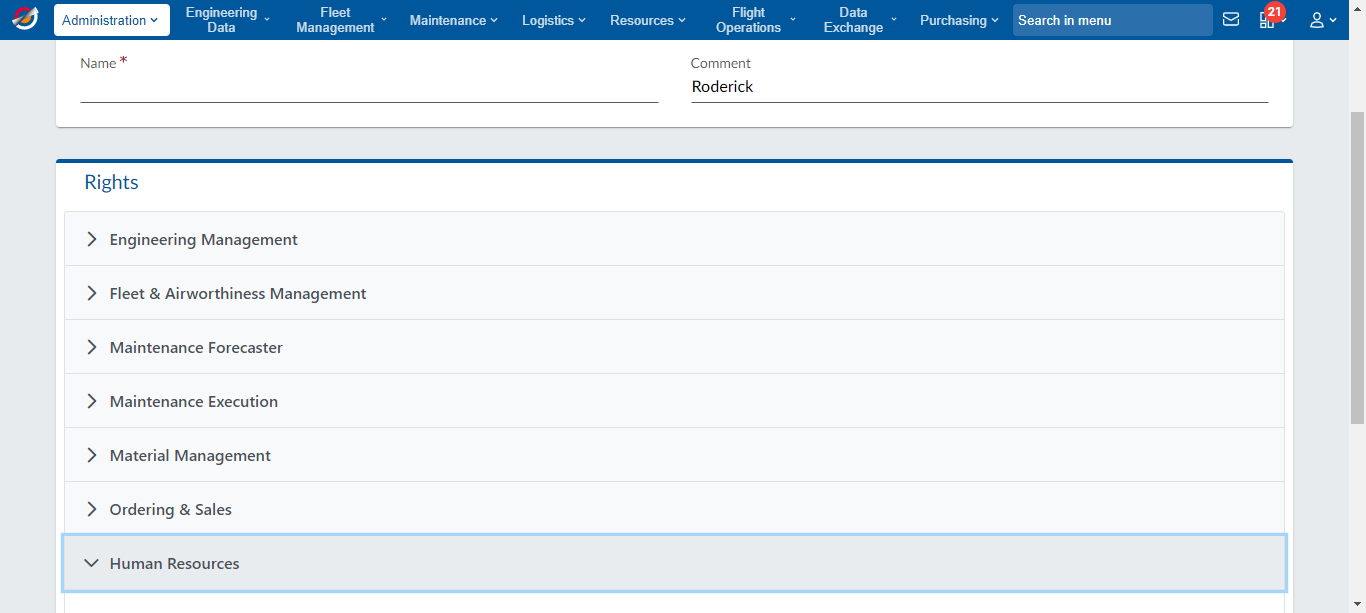 Administration
Engineering
Data
Fleet
Management
Maintenance
Logistics
Resources
Flight
Operations
Data
Exchange
Purchasing
Search in menu
21
Name *
Comment
Roderick
Rights
Engineering Management
Fleet & Airworthiness Management
Maintenance Forecaster
Maintenance Execution
Material Management
Ordering & Sales
Human Resources